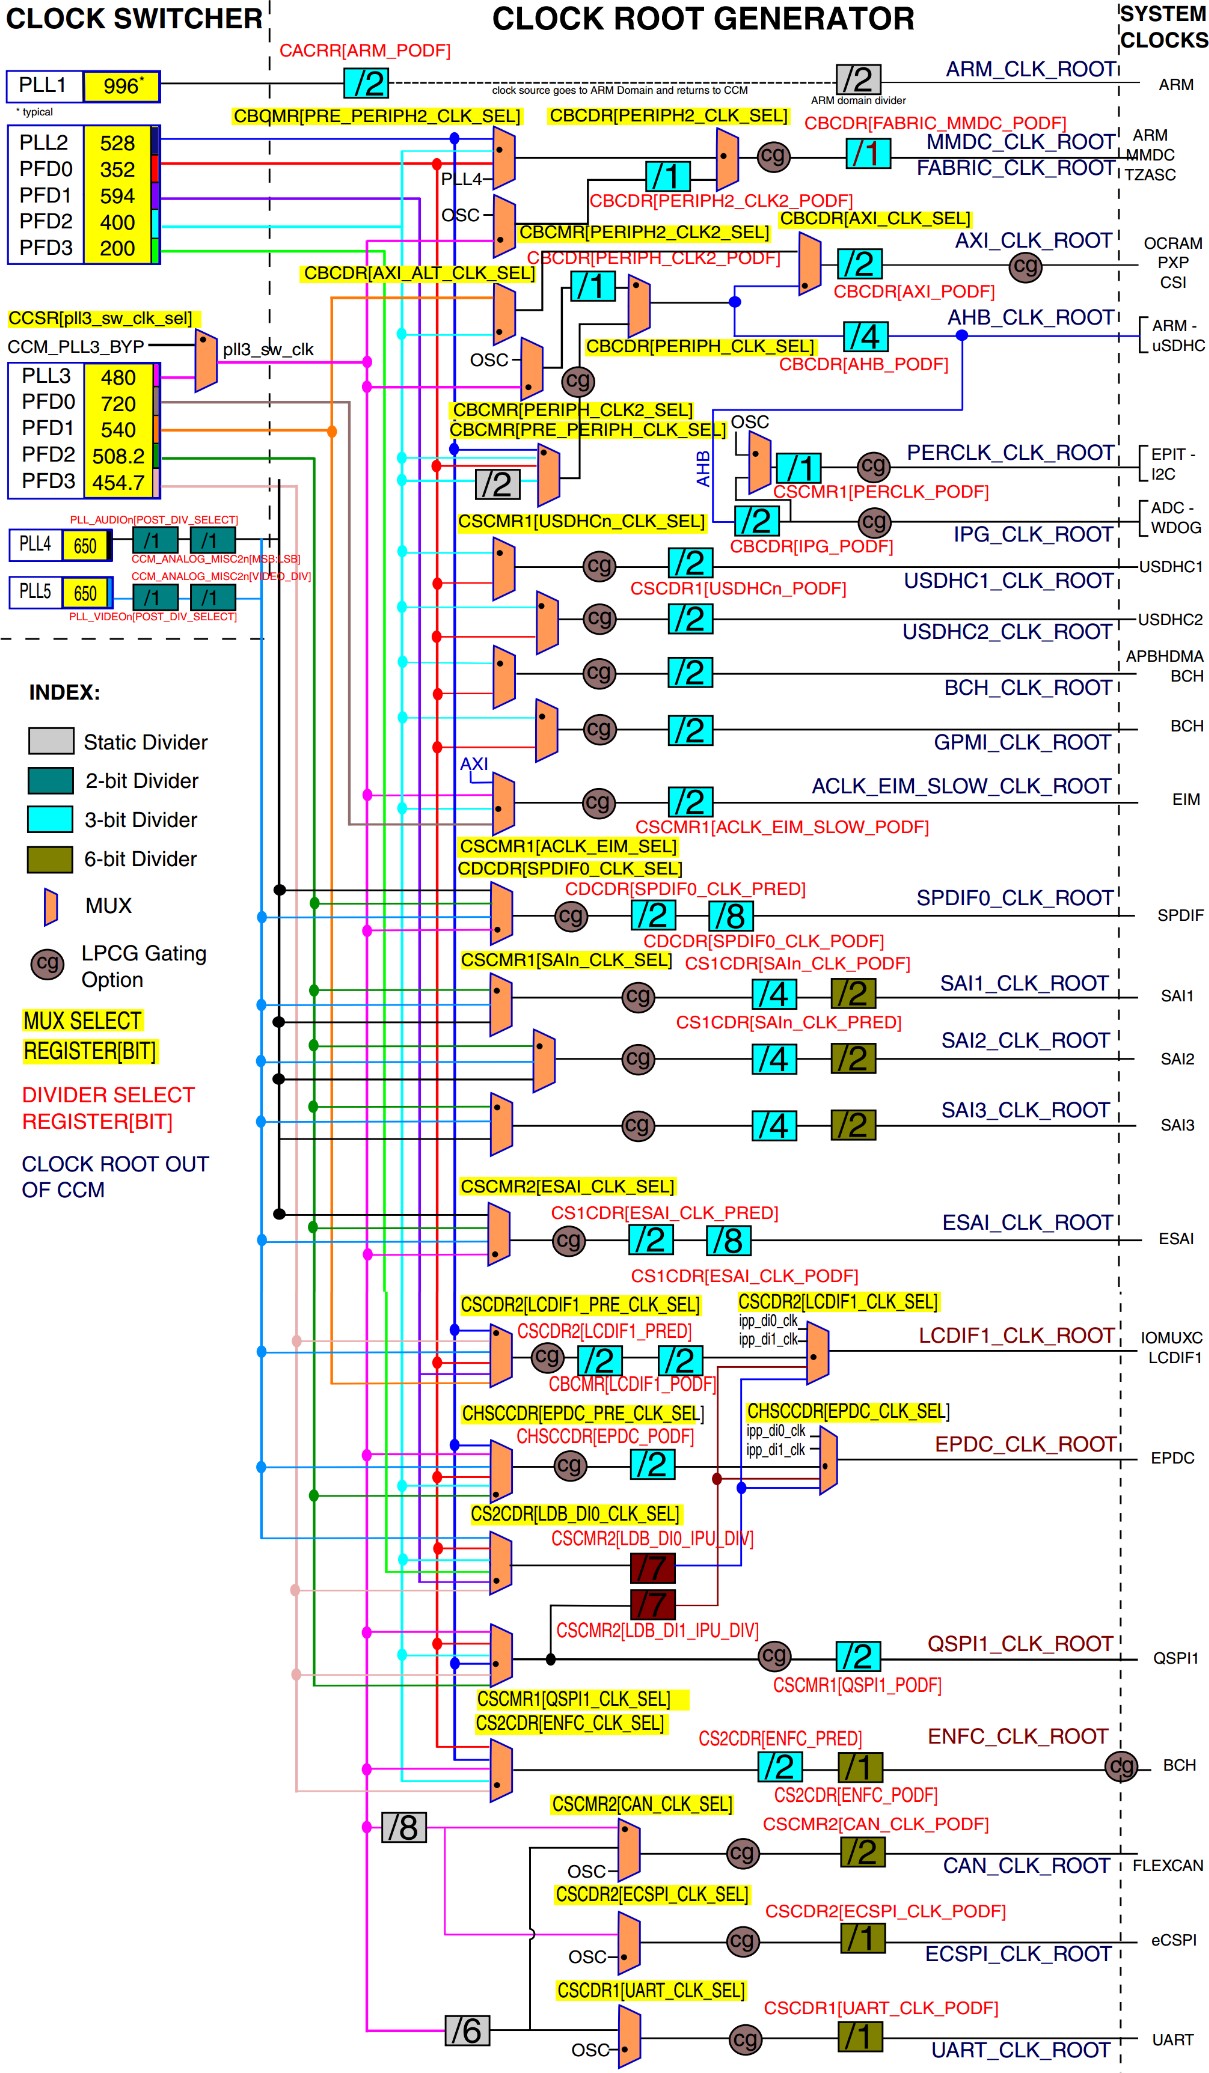 CLOCK SWITCHER
CLOCK ROOT GENERATOR
SYSTEM
CLOCKS
CACRR[ARM_PODF]
PLL1 996*
/2
clock source goes to ARM Domain and returns to CCM
/2
ARM domain divider
ARM_CLK_ROOT
ARM
* typical
CBCMR[PRE_PERIPH2_CLK_SEL]
CBCDR[PERIPH2_CLK_SEL]
CBCDR[FABRIC_MMDC_PODF]
PLL2 528
PFD0 352
PFD1 594
PFD2 400
PFD3 200
PLL4
cg
/1
MMDC_CLK_ROOT
FABRIC_CLK_ROOT
ARM
MMDC
TZASC
/1
CBCDR[PERIPH2_CLK2_PODF]
OSC
CBCMR[PERIPH2_CLK2_SEL]
CBCDR[AXI_CLK_SEL]
CBCDR[PERIPH_CLK2_PODF]
AXI_CLK_ROOT
OCRAM
PXP
CSI
/2
cg
CBCDR[AXI_PODF]
CBCDR[AXI_ALT_CLK_SEL]
/1
CCSR[pll3_sw_clk_sel]
CCM_PLL3_BYP
pll3_sw_clk
AHB_CLK_ROOT
ARM -
uSDHC
/4
CBCDR[PERIPH_CLK_SEL]
CBCDR[AHB_PODF]
OSC
cg
PLL3 480
PFD0 720
PFD1 540
PFD2 508.2
PFD3 454.7
CBCMR[PERIPH_CLK2_SEL]
CBCMR[PRE_PERIPH_CLK_SEL]
OSC
AHB
/2
/1
cg
PERCLK_CLK_ROOT
EPIT -
I2C
CSCMR1[PERCLK_PODF]
/2
cg
ADC -
WDOG
IPG_CLK_ROOT
CBCDR[IPG_PODF]
PLL_AUDIOn[POST_DIV_SELECT]
PLL4 650 /1 /1
CCM_ANALOG_MISC2n[MSB:LSB]
CCM_ANALOG_MISC2n[VIDEO_DIV]
PLL5 650 /1 /1
PLL_VIDEOn[POST_DIV_SELECT]
CSCMR1[USDHCn_CLK_SEL]
cg /2
USDHC1
CSCDR1[USDHCn_PODF]
USDHC1_CLK_ROOT
cg /2
USDHC2
USDHC2_CLK_ROOT
cg /2
APBHDMA
BCH
BCH_CLK_ROOT
cg /2
BCH
GPMI_CLK_ROOT
AXI
ACLK_EIM_SLOW_CLK_ROOT
cg /2
EIM
CSCMR1[ACLK_EIM_SLOW_PODF]
CSCMR1[ACLK_EIM_SEL]
INDEX:
Static Divider
2-bit Divider
3-bit Divider
6-bit Divider
MUX
cg
LPCG Gating
Option
MUX SELECT
REGISTER[BIT]
DIVIDER SELECT
REGISTER[BIT]
CLOCK ROOT OUT
OF CCM
CDCDR[SPDIF0_CLK_SEL]
CDCDR[SPDIF0_CLK_PRED]
cg /2 /8
SPDIF0_CLK_ROOT
SPDIF
CDCDR[SPDIF0_CLK_PODF]
CSCMR1[SAIn_CLK_SEL]
CS1CDR[SAIn_CLK_PODF]
cg /4 /2
SAI1_CLK_ROOT
SAI1
CS1CDR[SAIn_CLK_PRED]
cg /4 /2
SAI2_CLK_ROOT
SAI2
cg /4 /2
SAI3_CLK_ROOT
SAI3
CSCMR2[ESAI_CLK_SEL]
CS1CDR[ESAI_CLK_PRED]
cg /2 /8
ESAI_CLK_ROOT
ESAI
CS1CDR[ESAI_CLK_PODF]
CSCDR2[LCDIF1_PRE_CLK_SEL]
CSCDR2[LCDIF1_CLK_SEL]
ipp_di0_clk
ipp_di1_clk
CSCDR2[LCDIF1_PRED]
cg /2 /2
LCDIF1_CLK_ROOT
IOMUXC
LCDIF1
CBCMR[LCDIF1_PODF]
CHSCCDR[EPDC_PRE_CLK_SEL]
CHSCCDR[EPDC_CLK_SEL]
ipp_di0_clk
ipp_di1_clk
CHSCCDR[EPDC_PODF]
cg /2
EPDC_CLK_ROOT
EPDC
CS2CDR[LDB_DI0_CLK_SEL]
CSCMR2[LDB_DI0_IPU_DIV]
/7
/7
CSCMR2[LDB_DI1_IPU_DIV]
cg /2
QSPI1_CLK_ROOT
QSPI1
CSCMR1[QSPI1_PODF]
CSCMR1[QSPI1_CLK_SEL]
CS2CDR[ENFC_CLK_SEL]
CS2CDR[ENFC_PRED]
ENFC_CLK_ROOT
/2 /1
cg
BCH
CS2CDR[ENFC_PODF]
CSCMR2[CAN_CLK_SEL]
/8
CSCMR2[CAN_CLK_PODF]
OSC
cg /2
CAN_CLK_ROOT
FLEXCAN
CSCDR2[ECSPI_CLK_SEL]
CSCDR2[ECSPI_CLK_PODF]
OSC
cg /1
ECSPI_CLK_ROOT
eCSPI
CSCDR1[UART_CLK_SEL]
CSCDR1[UART_CLK_PODF]
/6
OSC
cg /1
UART_CLK_ROOT
UART